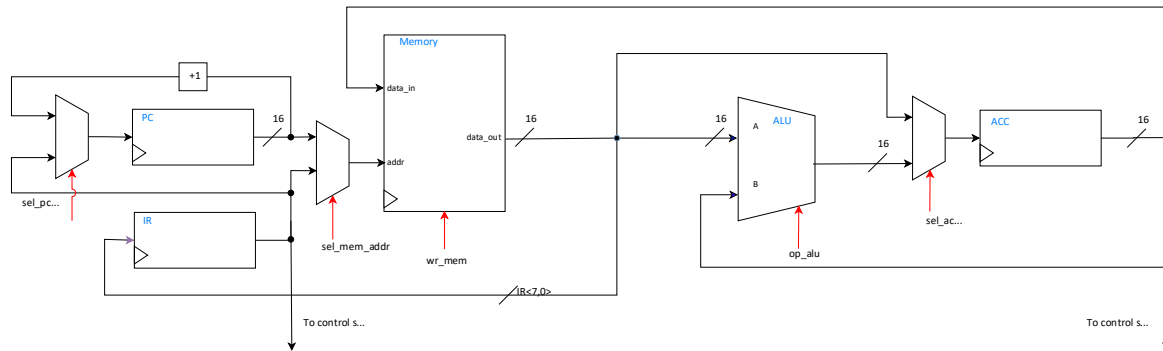 +1
PC
16
sel_pc...
IR
sel_mem_addr
Memory
data_in
data_out
addr
wr_mem
16
IR<7,0>
To control s...
16
ALU
A
B
16
op_alu
sel_ac...
ACC
16
To control s...